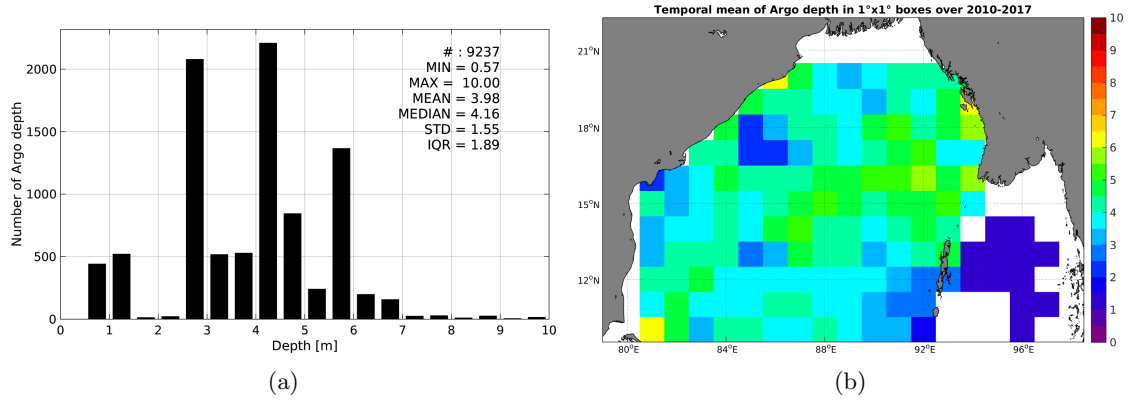 # : 9237
MIN = 0.57
MAX = 10.00
MEAN = 3.98
MEDIAN = 4.16
STD = 1.55
IQR = 1.89
Number of Argo depth
2000
1500
1000
500
0
0 1 2 3 4 5 6 7 8 9 10
Depth [m]
(a)
Temporal mean of Argo depth in 1°x1° boxes over 2010-2017
21°N
18°N
15°N
12°N
80°E 84°E 88°E 92°E 96°E
10
9
8
7
6
5
4
3
2
1
0
(b)